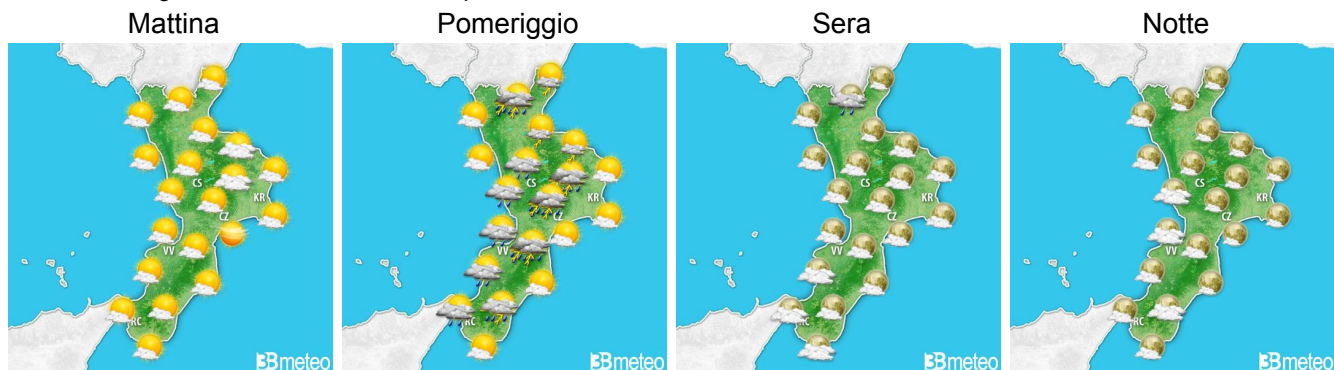 Mattina
Pomeriggio
Sera
Notte
CS
KR
CZ
VV
RC
3Bmeteo
CS
KR
CZ
VV
RC
3Bmeteo
CS
KR
CZ
VV
RC
3Bmeteo
CS
KR
CZ
VV
RC
3Bmeteo